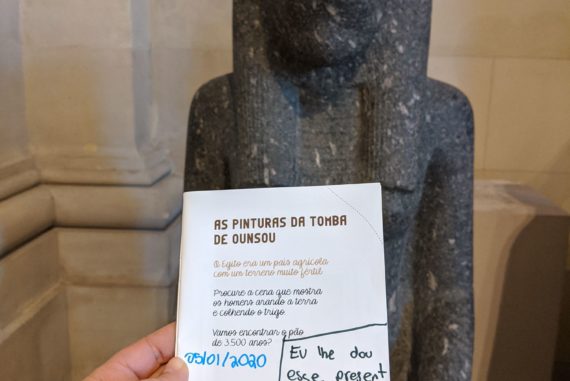 AS PINTURAS DA TOMBA
DE OUNSOU
O Egito era um país agrícola
com um terreno muito fértil
Procure a cena que mostra
os homens arando a terra
e colhendo o trigo.
Vamos encontrar o pão
de 3.500 anos?
05/01/2020
Eu lhe dou
esse present